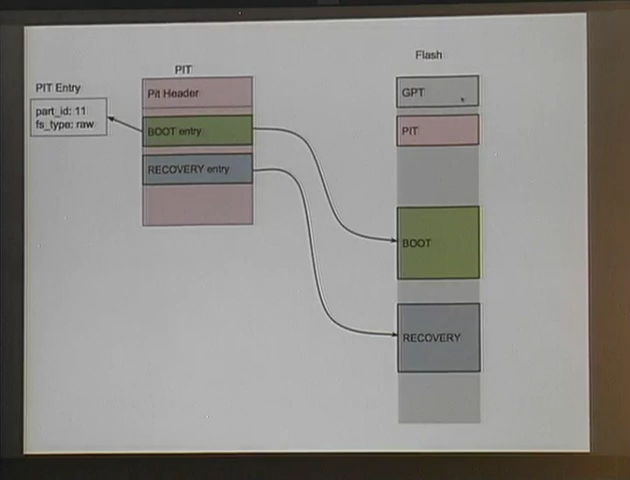 PIT Entry
part_id: 11
fs_type: raw
PIT
Pit Header
BOOT entry
RECOVERY entry
Flash
GPT
PIT
BOOT
RECOVERY